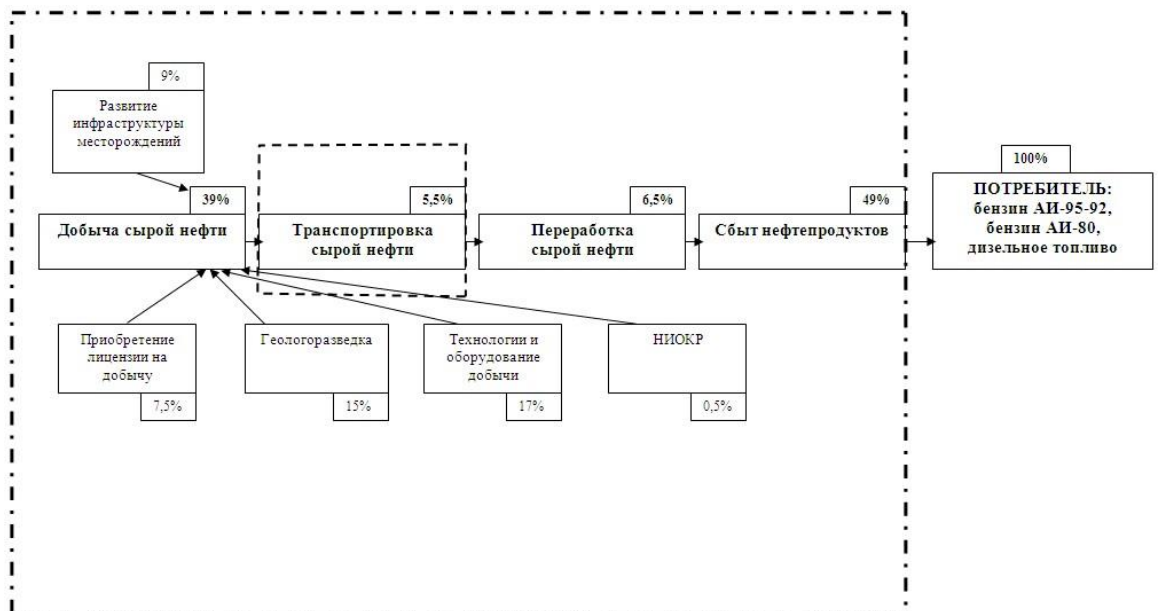 9%
Развитие
инфраструктуры
месторождений
39%
Добыча сырой нефти
5,5%
Транспортировка
сырой нефти
6,5%
Переработка
сырой нефти
49%
Сбыт нефтепродуктов
100%
ПОТРЕБИТЕЛЬ:
бензин АИ-95-92,
бензин АИ-80,
дизельное топливо
Приобретение
лицензии на
добычу
7,5%
Геологоразведка
15%
Технологии и
оборудование
добычи
17%
НИОКР
0,5%